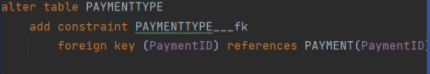 alter table PAYMENTTYPE
add constraint PAYMENTTYPE___fk
foreign key (PaymentID) references PAYMENT(PaymentID)